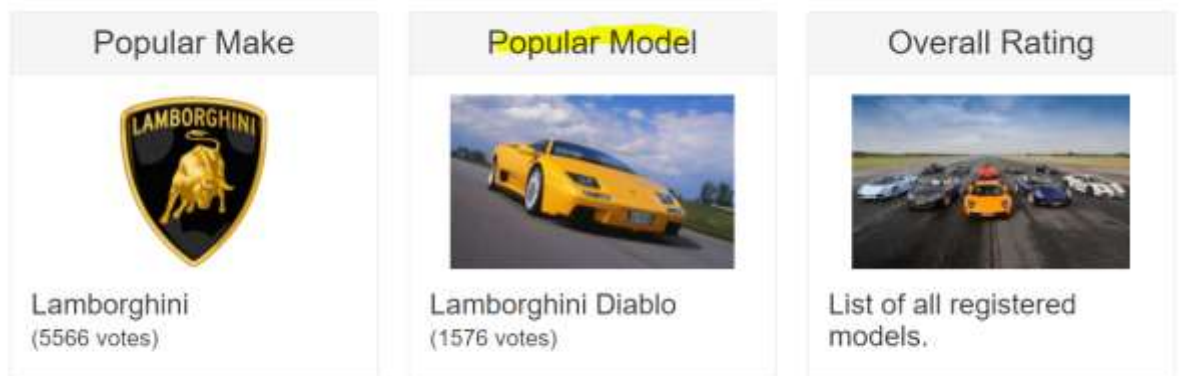 Popular Make
LAMBORGHINI
Lamborghini
(5566 votes)
Popular Model
Lamborghini Diablo
(1576 votes)
Overall Rating
List of all registered
models.